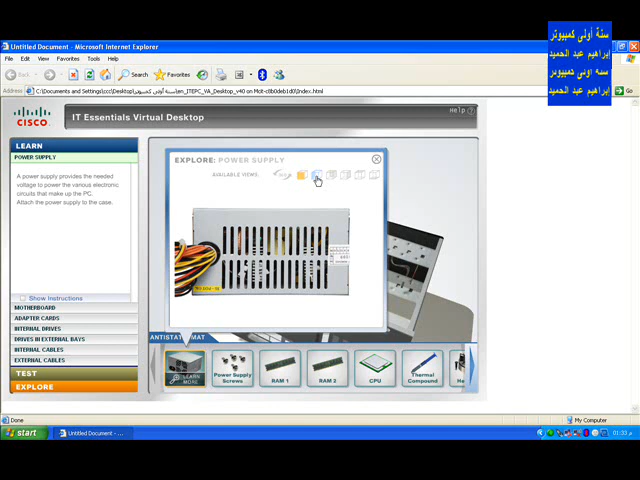 Untitled Document - Microsoft Internet Explorer
سنة أولى كمبيوتر
إبراهيم عبد الحميد
سنة أولى كمبيوتر
إبراهيم عبد الحميد
File Edit View Favorites Tools Help
Back Search Favorites
Address C:\Documents and Settings\ Go
CISCO
IT Essentials Virtual Desktop
Help ?
LEARN
POWER SUPPLY
A power supply provides the needed
voltage to power the various electronic
circuits that make up the PC.
Attach the power supply to the case.
EXPLORE: POWER SUPPLY
AVAILABLE VIEWS:
Show Instructions
MOTHERBOARD
ADAPTER CARDS
INTERNAL DRIVES
DRIVES IN EXTERNAL BAYS
INTERNAL CABLES
EXTERNAL CABLES
TEST
EXPLORE
ANTISTATIC MAT
LEARN
MORE
Power Supply
Screws
RAM 1
RAM 2
CPU
Thermal
Compound
Done
My Computer
start
Untitled Document - ...
01:33 م